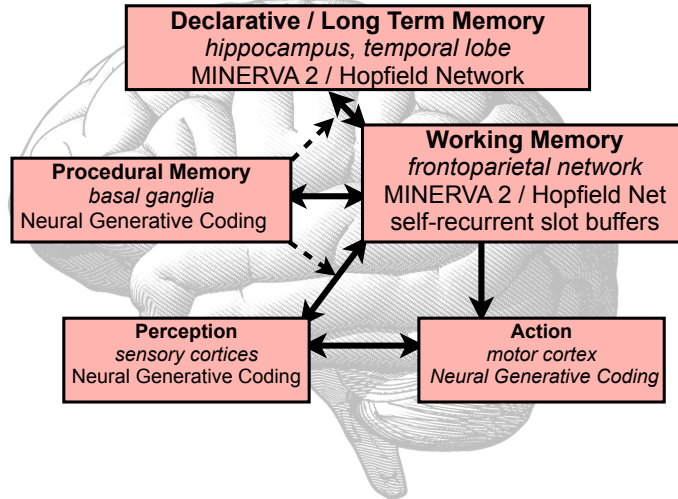 Declarative / Long Term Memory
hippocampus, temporal lobe
MINERVA 2 / Hopfield Network
Working Memory
frontoparietal network
MINERVA 2 / Hopfield Net
self-recurrent slot buffers
Procedural Memory
basal ganglia
Neural Generative Coding
Perception
sensory cortices
Neural Generative Coding
Action
motor cortex
Neural Generative Coding